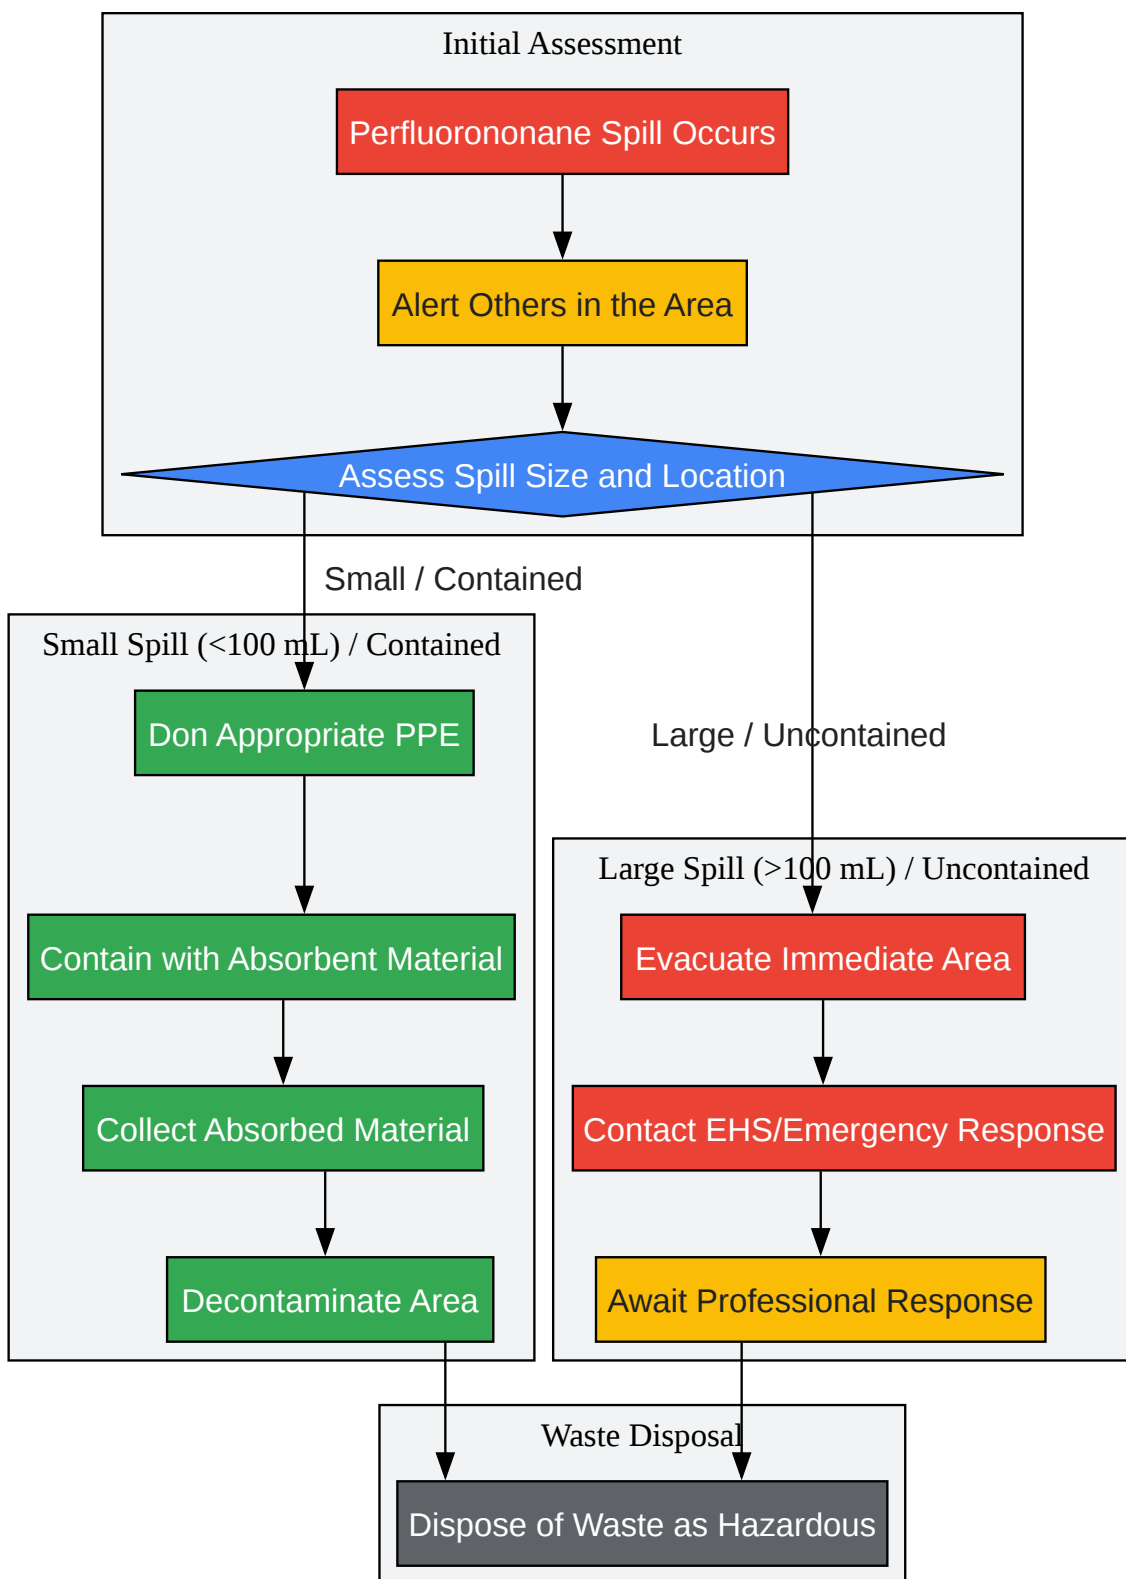 Initial Assessment
Perfluorononane Spill Occurs
Alert Others in the Area
Assess Spill Size and Location
Small / Contained
Small Spill (<100 mL) / Contained
Don Appropriate PPE
Contain with Absorbent Material
Collect Absorbed Material
Decontaminate Area
Large / Uncontained
Large Spill (>100 mL) / Uncontained
Evacuate Immediate Area
Contact EHS/Emergency Response
Await Professional Response
Waste Disposal
Dispose of Waste as Hazardous